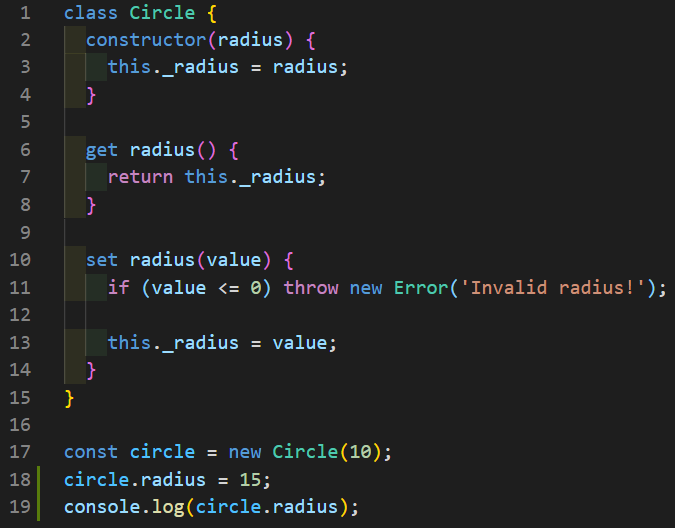 1 class Circle {
2   constructor(radius) {
3     this._radius = radius;
4   }
5
6   get radius() {
7     return this._radius;
8   }
9
10   set radius(value) {
11     if (value <= 0) throw new Error('Invalid radius!');
12
13     this._radius = value;
14   }
15 }
16
17 const circle = new Circle(10);
18 circle.radius = 15;
19 console.log(circle.radius);